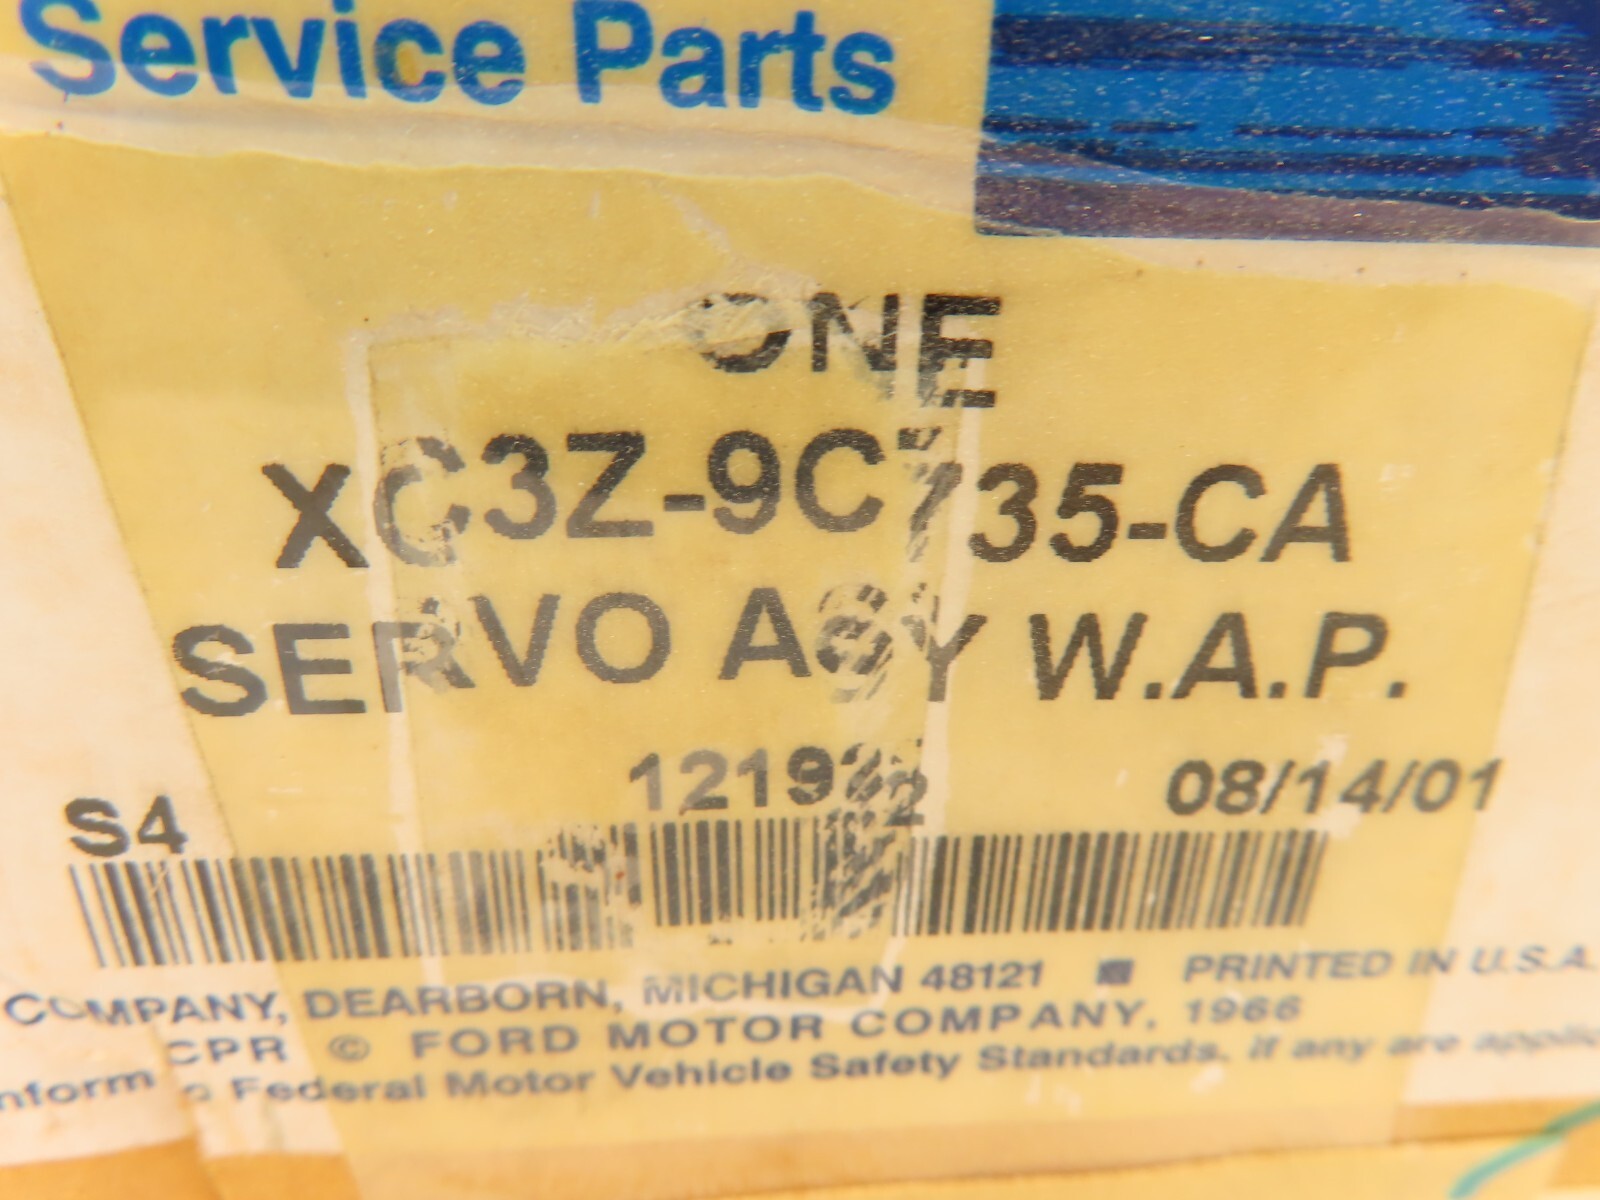 Service Parts
ONE
XC3Z-9C735-CA
SERVO ASY W.A.P.
S4 121922 08/14/01
COMPANY, DEARBORN, MICHIGAN 48121 ■ PRINTED IN U.S.A.
CPR © FORD MOTOR COMPANY, 1966
Federal Motor Vehicle Safety Standards, if any are